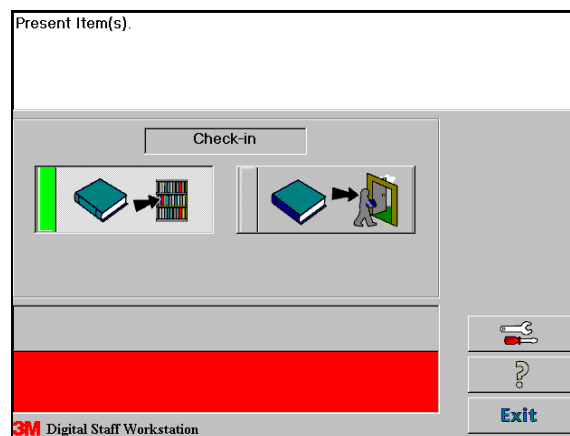 Present Item(s).
Check-in
?
Exit
3M Digital Staff Workstation